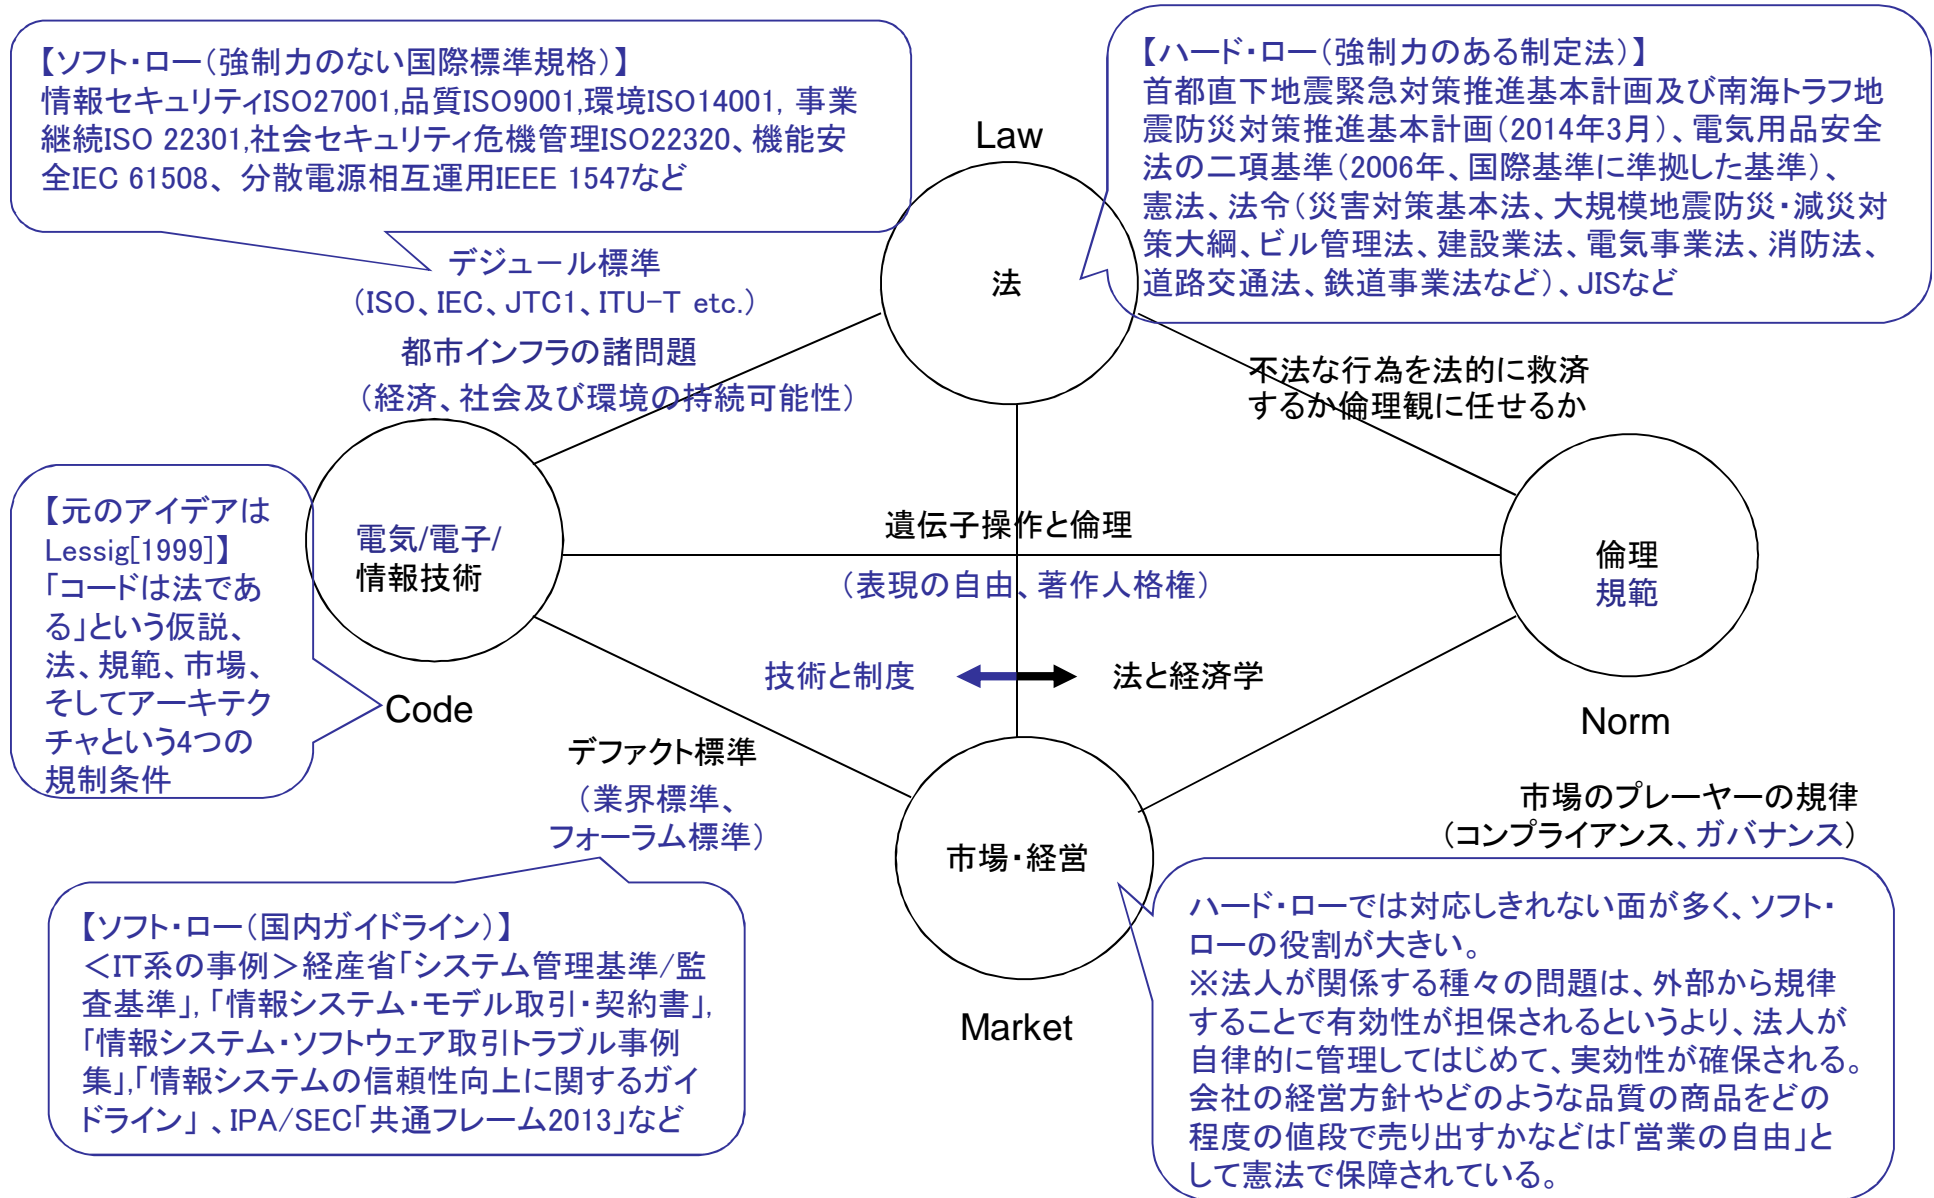 【ソフト・ロー(強制力のない国際標準規格)】
情報セキュリティISO27001,品質ISO9001,環境ISO14001, 事業
継続ISO 22301,社会セキュリティ危機管理ISO22320、機能安
全IEC 61508、分散電源相互運用IEEE 1547など
【ハード・ロー(強制力のある制定法)】
首都直下地震緊急対策推進基本計画及び南海トラフ地
震防災対策推進基本計画(2014年3月)、電気用品安全
法の二項基準(2006年、国際基準に準拠した基準)、
憲法、法令(災害対策基本法、大規模地震防災・減災対
策大綱、ビル管理法、建設業法、電気事業法、消防法、
道路交通法、鉄道事業法など)、JISなど
Law
法
デジュール標準
(ISO、IEC、JTC1、ITU-T etc.)
都市インフラの諸問題
(経済、社会及び環境の持続可能性)
不法な行為を法的に救済
するか倫理観に任せるか
【元のアイデアは
Lessig[1999]】
「コードは法であ
る」という仮説、
法、規範、市場、
そしてアーキテク
チャという4つの
規制条件
電気/電子/
情報技術
Code
遺伝子操作と倫理
(表現の自由、著作人格権)
倫理
規範
Norm
技術と制度
法と経済学
デファクト標準
(業界標準、
フォーラム標準)
市場・経営
Market
市場のプレーヤーの規律
(コンプライアンス、ガバナンス)
【ソフト・ロー(国内ガイドライン)】
<IT系の事例>経産省「システム管理基準/監
査基準」,「情報システム・モデル取引・契約書」,
「情報システム・ソフトウェア取引トラブル事例
集」,「情報システムの信頼性向上に関するガイ
ドライン」、IPA/SEC「共通フレーム2013」など
ハード・ローでは対応しきれない面が多く、ソフト・
ローの役割が大きい。
※法人が関係する種々の問題は、外部から規律
することで有効性が担保されるというより、法人が
自律的に管理してはじめて、実効性が確保される。
会社の経営方針やどのような品質の商品をどの
程度の値段で売り出すかなどは「営業の自由」と
して憲法で保障されている。